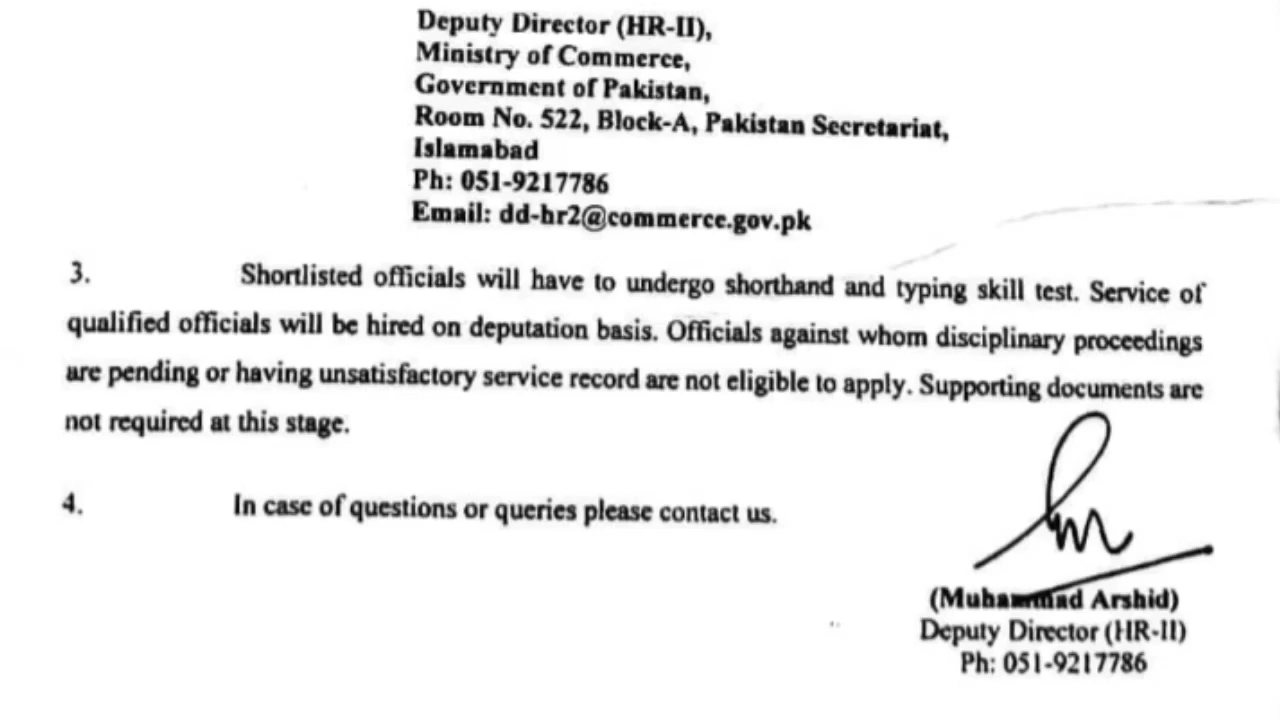 Deputy Director (HR-II),
Ministry of Commerce,
Government of Pakistan,
Room No. 522, Block-A, Pakistan Secretariat,
Islamabad
Ph: 051-9217786
Email: dd-hr2@commerce.gov.pk
3. Shortlisted officials will have to undergo shorthand and typing skill test. Service of
qualified officials will be hired on deputation basis. Officials against whom disciplinary proceedings
are pending or having unsatisfactory service record are not eligible to apply. Supporting documents are
not required at this stage.
4. In case of questions or queries please contact us.
(Muhammad Arshid)
Deputy Director (HR-II)
Ph: 051-9217786